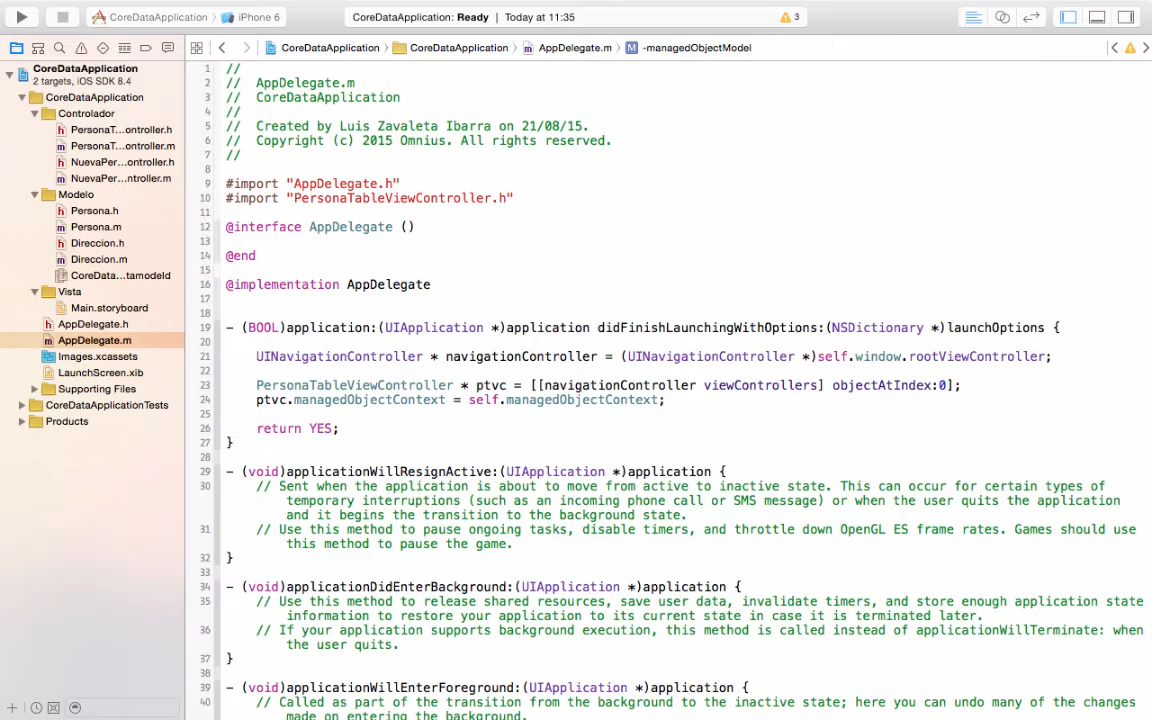 CoreDataApplication
iPhone 6
CoreDataApplication: Ready
Today at 11:35
3
CoreDataApplication
CoreDataApplication
AppDelegate.m
M -managedObjectModel
CoreDataApplication
2 targets, iOS SDK 8.4
CoreDataApplication
Controlador
h PersonaT...ontroller.h
m PersonaT...ontroller.m
h NuevaPer...ontroller.h
m NuevaPer...ntroller.m
Modelo
h Persona.h
m Persona.m
h Direccion.h
m Direccion.m
CoreData...tamodeld
Vista
Main.storyboard
h AppDelegate.h
m AppDelegate.m
Images.xcassets
LaunchScreen.xib
Supporting Files
CoreDataApplicationTests
Products
1 //
2 //  AppDelegate.m
3 //  CoreDataApplication
4 //
5 //  Created by Luis Zavaleta Ibarra on 21/08/15.
6 //  Copyright (c) 2015 Omnius. All rights reserved.
7 //
8
9 #import "AppDelegate.h"
10 #import "PersonaTableViewController.h"
11
12 @interface AppDelegate ()
13
14 @end
15
16 @implementation AppDelegate
17
18
19 - (BOOL)application:(UIApplication *)application didFinishLaunchingWithOptions:(NSDictionary *)launchOptions {
20
21     UINavigationController * navigationController = (UINavigationController *)self.window.rootViewController;
22
23     PersonaTableViewController * ptvc = [[navigationController viewControllers] objectAtIndex:0];
24     ptvc.managedObjectContext = self.managedObjectContext;
25
26     return YES;
27 }
28
29 - (void)applicationWillResignActive:(UIApplication *)application {
30     // Sent when the application is about to move from active to inactive state. This can occur for certain types of
temporary interruptions (such as an incoming phone call or SMS message) or when the user quits the application
and it begins the transition to the background state.
31     // Use this method to pause ongoing tasks, disable timers, and throttle down OpenGL ES frame rates. Games should use
this method to pause the game.
32 }
33
34 - (void)applicationDidEnterBackground:(UIApplication *)application {
35     // Use this method to release shared resources, save user data, invalidate timers, and store enough application state
information to restore your application to its current state in case it is terminated later.
36     // If your application supports background execution, this method is called instead of applicationWillTerminate: when
the user quits.
37 }
38
39 - (void)applicationWillEnterForeground:(UIApplication *)application {
40     // Called as part of the transition from the background to the inactive state; here you can undo many of the changes
made on entering the background.